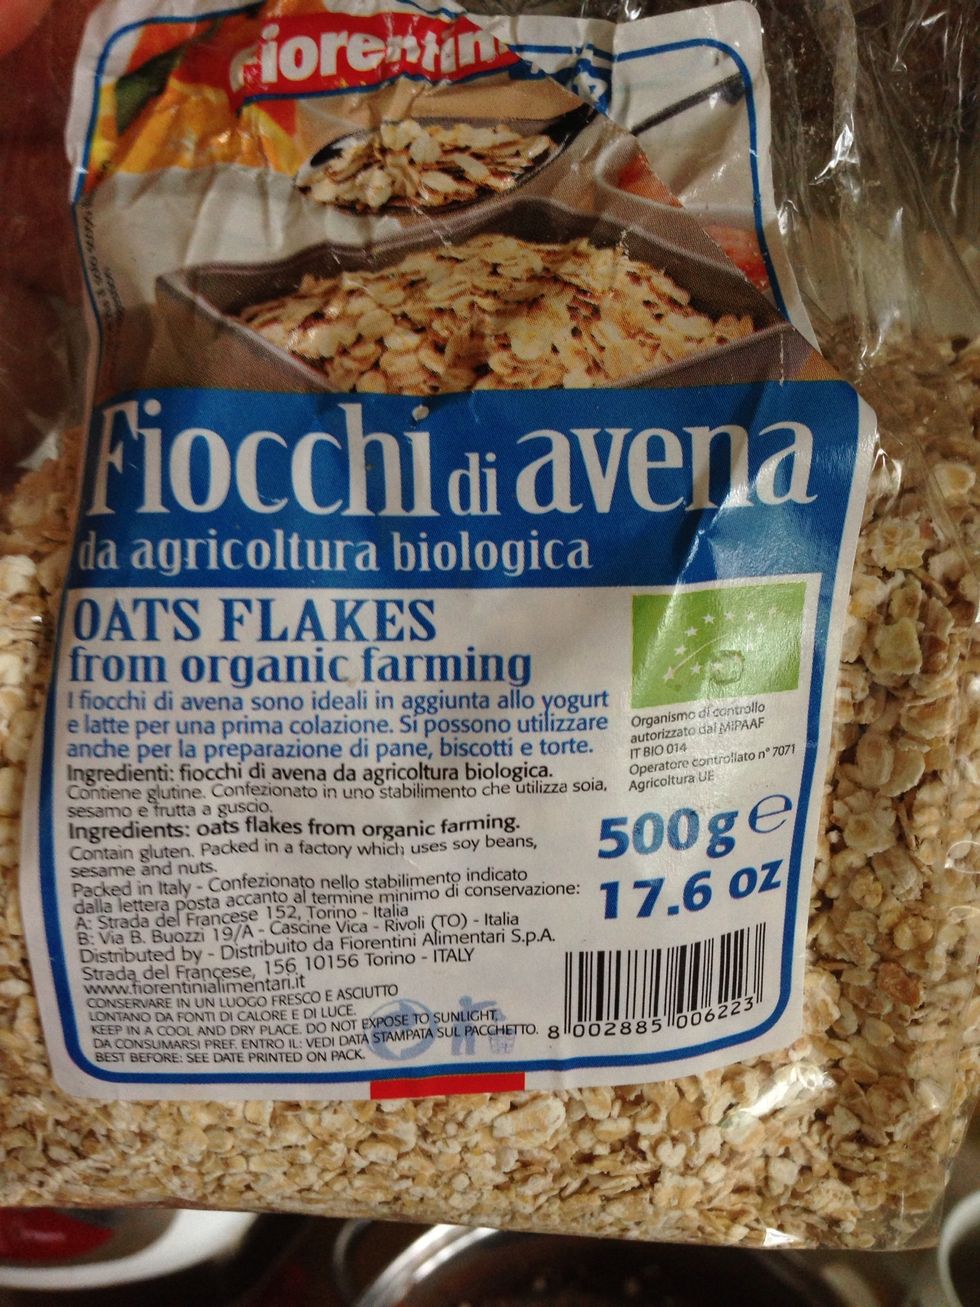 Fiorentin
Fiocchi di avena
da agricoltura biologica
OATS FLAKES
from organic farming
I fiocchi di avena sono ideali in aggiunta allo yogurt
e latte per una prima colazione. Si possono utilizzare
anche per la preparazione di pane, biscotti e torte.
Ingredienti: fiocchi di avena da agricoltura biologica.
Contiene glutine. Confezionato in uno stabilimento che utilizza soia,
sesamo e frutta a guscio.
Ingredients: oats flakes from organic farming.
Contain gluten. Packed in a factory which uses soy beans,
sesame and nuts.
Packed in Italy - Confezionato nello stabilimento indicato
dalla lettera posta accanto al termine minimo di conservazione:
A: Strada del Francese 152, Torino - Italia
B: Via B. Buozzi 19/A - Cascine Vica - Rivoli (TO) - Italia
Distributed by - Distribuito da Fiorentini Alimentari S.p.A.
Strada del Francese, 156 10156 Torino - ITALY
www.fiorentinialimentari.it
CONSERVARE IN UN LUOGO FRESCO E ASCIUTTO
LONTANO DA FONTI DI CALORE E DI LUCE.
KEEP IN A COOL AND DRY PLACE. DO NOT EXPOSE TO SUNLIGHT.
DA CONSUMARSI PREF. ENTRO IL: VEDI DATA STAMPATA SUL PACCHETTO.
BEST BEFORE: SEE DATE PRINTED ON PACK.
Organismo di controllo
autorizzato dal MIPAAF
IT BIO 014
Operatore controllato n° 7071
Agricoltura UE
500g e
17.6 oz
8 002885 006223